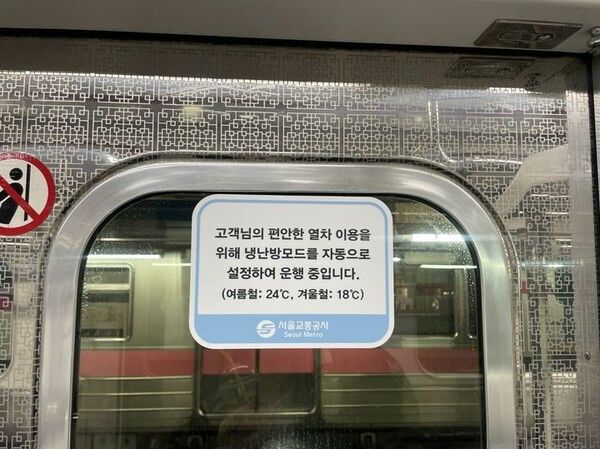 고객님의 편안한 열차 이용을
위해 냉난방모드를 자동으로
설정하여 운행 중입니다.
(여름철: 24℃, 겨울철: 18℃)
서울교통공사
Seoul Metro